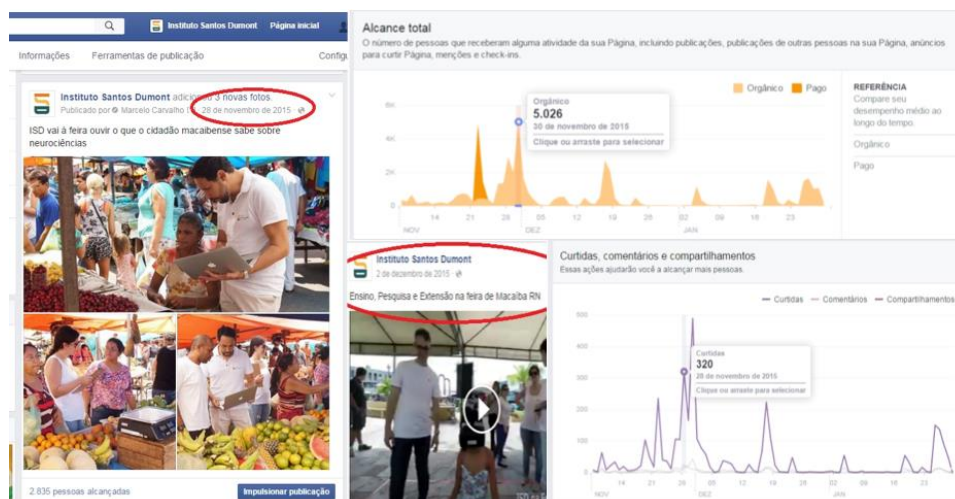 Instituto Santos Dumont Página inicial
Informações Ferramentas de publicação
Instituto Santos Dumont adicionou 3 novas fotos.
Publicado por Marcelo Carvalho · 28 de novembro de 2015 ·
ISD vai à feira ouvir o que o cidadão macaibense sabe sobre
neurociências
2.835 pessoas alcançadas
Impulsionar publicação
Alcance total
O número de pessoas que receberam alguma atividade da sua Página, incluindo publicações, publicações de outras pessoas na sua Página, anúncios
para curtir Página, menções e check-ins.
Orgânico Pago
REFERÊNCIA
Compare seu
desempenho médio ao
longo do tempo.
Orgânico
Pago
6K
4K
2K
0
Orgânico
5.026
30 de novembro de 2015
Clique ou arraste para selecionar
14 21 28 05 12 19 26 02 09 16 23
NOV DEZ JAN
Instituto Santos Dumont
2 de dezembro de 2015 ·
Ensino, Pesquisa e Extensão na feira de Macaíba RN
Curtidas, comentários e compartilhamentos
Essas ações ajudarão você a alcançar mais pessoas.
Curtidas Comentários Compartilhamentos
500
300
200
100
0
Curtidas
320
28 de novembro de 2015
Clique ou arraste para selecionar
14 21 28 05 12 19 26 02 09 16 23
NOV DEZ JAN